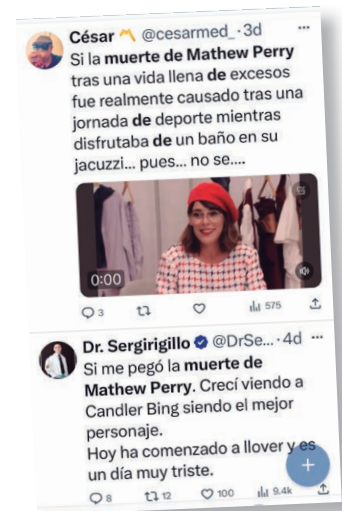 César @cesarmed_ · 3d ...
Si la muerte de Mathew Perry
tras una vida llena de excesos
fue realmente causado tras una
jornada de deporte mientras
disfrutaba de un baño en su
jacuzzi... pues... no se....
0:00
3 575
Dr. Sergirigillo @DrSe... · 4d ...
Si me pegó la muerte de
Mathew Perry. Crecí viendo a
Candler Bing siendo el mejor
personaje.
Hoy ha comenzado a llover y es
un día muy triste.
8 12 100 9.4k